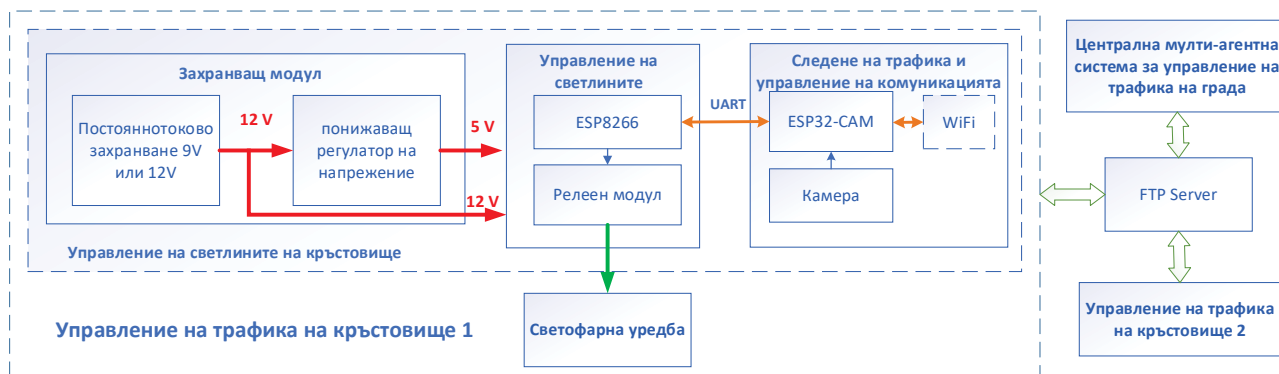 Захранващ модул
Постояннотоково
захранване 9V
или 12V
12 V
понижаващ
регулатор на
напрежение
5 V
12 V
Управление на
светлините
ESP8266
Релеен модул
UART
Следене на трафика и
управление на комуникацията
ESP32-CAM
WiFi
Камера
Управление на светлините на кръстовище
Светофарна уредба
Управление на трафика на кръстовище 1
Централна мулти-агентна
система за управление на
трафика на града
FTP Server
Управление на трафика
на кръстовище 2